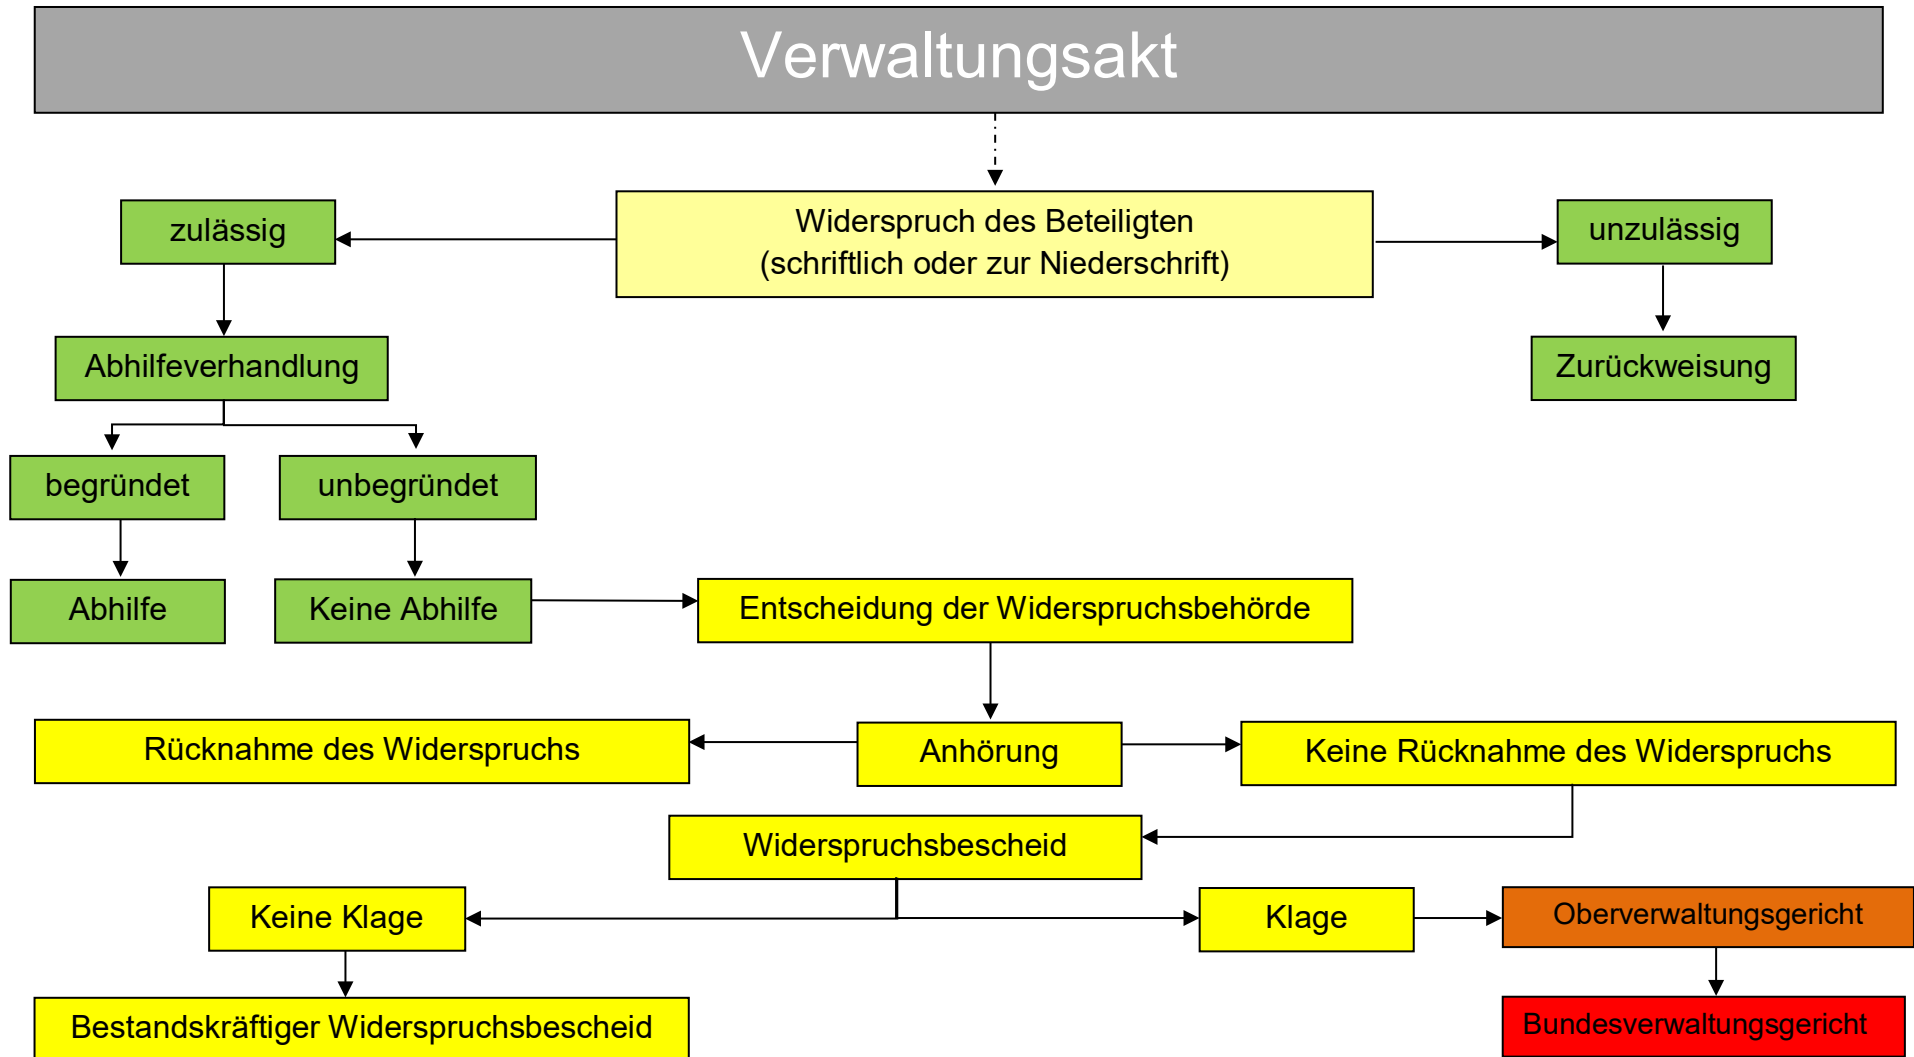 Verwaltungsakt
zulässig
Widerspruch des Beteiligten
(schriftlich oder zur Niederschrift)
unzulässig
Abhilfeverhandlung
Zurückweisung
begründet
unbegründet
Abhilfe
Keine Abhilfe
Entscheidung der Widerspruchsbehörde
Rücknahme des Widerspruchs
Anhörung
Keine Rücknahme des Widerspruchs
Widerspruchsbescheid
Keine Klage
Klage
Oberverwaltungsgericht
Bestandskräftiger Widerspruchsbescheid
Bundesverwaltungsgericht